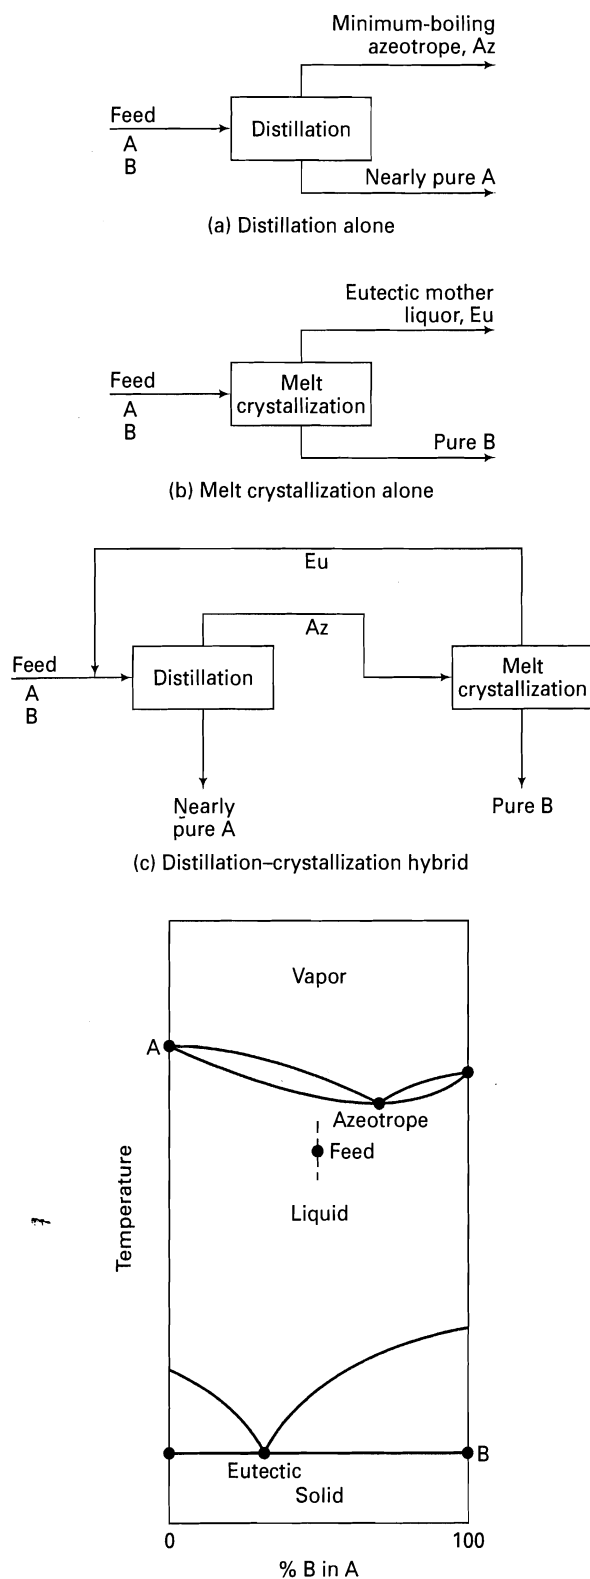 Minimum-boiling
azeotrope, Az
Feed
A
B
Distillation
Nearly pure A
(a) Distillation alone
Eutectic mother
liquor, Eu
Feed
A
B
Melt
crystallization
Pure B
(b) Melt crystallization alone
Eu
Az
Feed
A
B
Distillation
Melt
crystallization
Nearly
pure A
Pure B
(c) Distillation–crystallization hybrid
Vapor
A
Azeotrope
Feed
Liquid
Temperature
Eutectic
B
Solid
0
100
% B in A